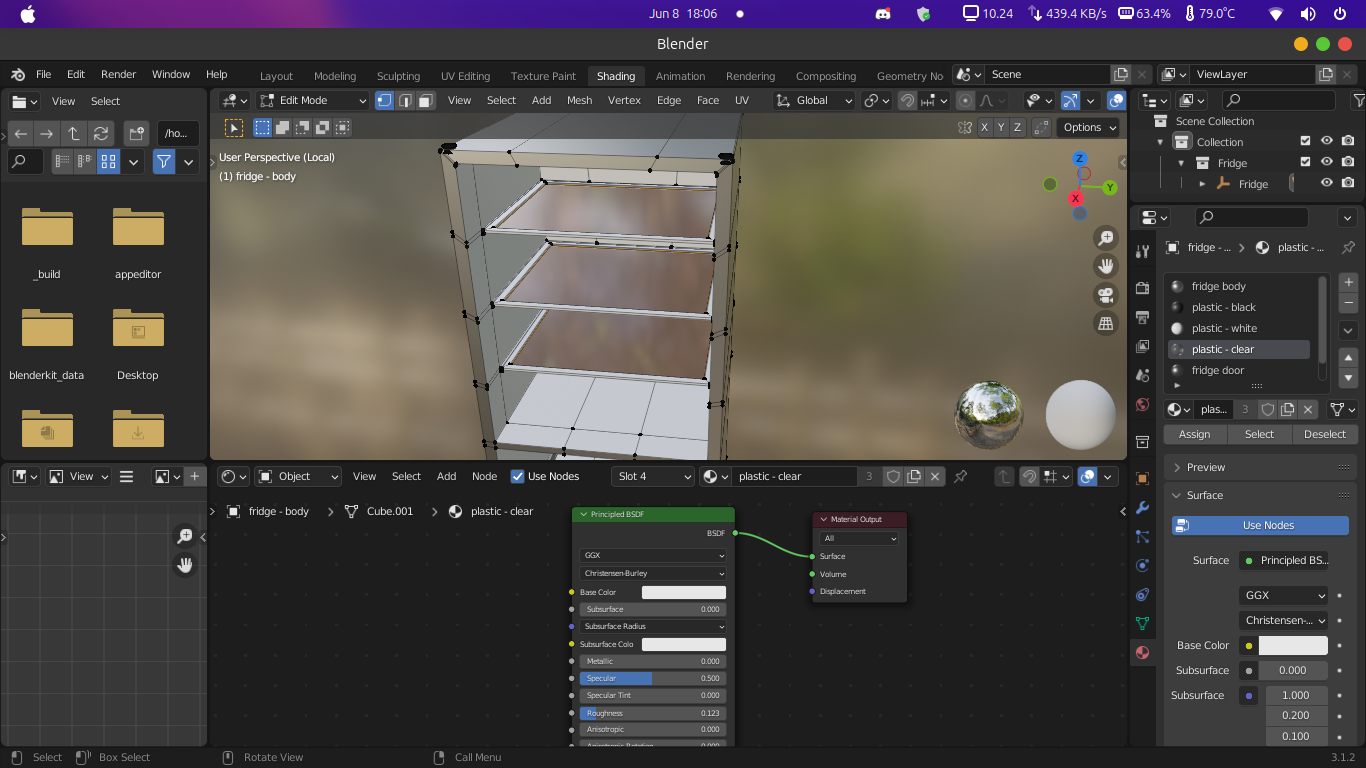 Jun 8 18:06
10.24
439.4 KB/s
63.4%
79.0°C
Blender
File Edit Render Window Help
Layout Modeling Sculpting UV Editing Texture Paint Shading Animation Rendering Compositing Geometry No
Scene
ViewLayer
View Select
Edit Mode
View Select Add Mesh Vertex Edge Face UV
Global
/ho...
X Y Z
Options
User Perspective (Local)
(1) fridge - body
Z
Y
X
_build
appeditor
blenderkit_data
Desktop
Scene Collection
Collection
Fridge
Fridge
fridge - ...
plastic - ...
fridge body
plastic - black
plastic - white
plastic - clear
fridge door
plas...
3
Assign Select Deselect
Preview
Surface
Use Nodes
Surface
Principled BS...
GGX
Christensen-...
Base Color
Subsurface
0.000
Subsurface
1.000
0.200
0.100
View
Object
View Select Add Node
Use Nodes
Slot 4
plastic - clear
3
fridge - body
Cube.001
plastic - clear
Principled BSDF
BSDF
GGX
Christensen-Burley
Base Color
Subsurface 0.000
Subsurface Radius
Subsurface Colo
Metallic 0.000
Specular 0.500
Specular Tint 0.000
Roughness 0.123
Anisotropic 0.000
Anisotropic Rotation 0.000
Material Output
All
Surface
Volume
Displacement
Select
Box Select
Rotate View
Call Menu
3.1.2